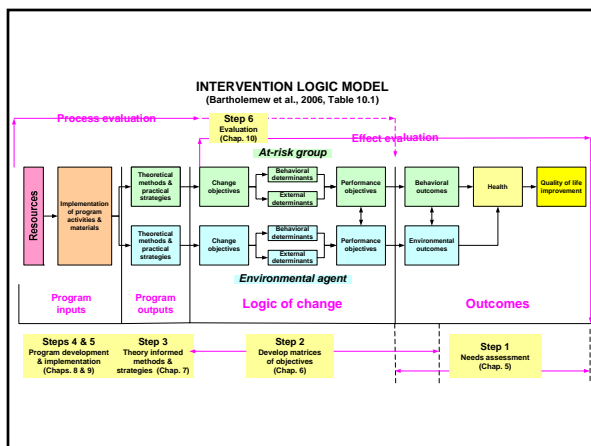 INTERVENTION LOGIC MODEL
(Bartholemew et al., 2006, Table 10.1)
Process evaluation
Step 6
Evaluation
(Chap. 10)
Effect evaluation
At-risk group
Resources
Implementation
of program
activities &
materials
Theoretical
methods &
practical
strategies
Change
objectives
Behavioral
determinants
External
determinants
Performance
objectives
Behavioral
outcomes
Health
Quality of life
improvement
Theoretical
methods &
practical
strategies
Change
objectives
Behavioral
determinants
External
determinants
Performance
objectives
Environmental
outcomes
Environmental agent
Program
inputs
Program
outputs
Logic of change
Outcomes
Steps 4 & 5
Program development
& implementation
(Chaps. 8 & 9)
Step 3
Theory informed
methods &
strategies (Chap. 7)
Step 2
Develop matrices
of objectives
(Chap. 6)
Step 1
Needs assessment
(Chap. 5)